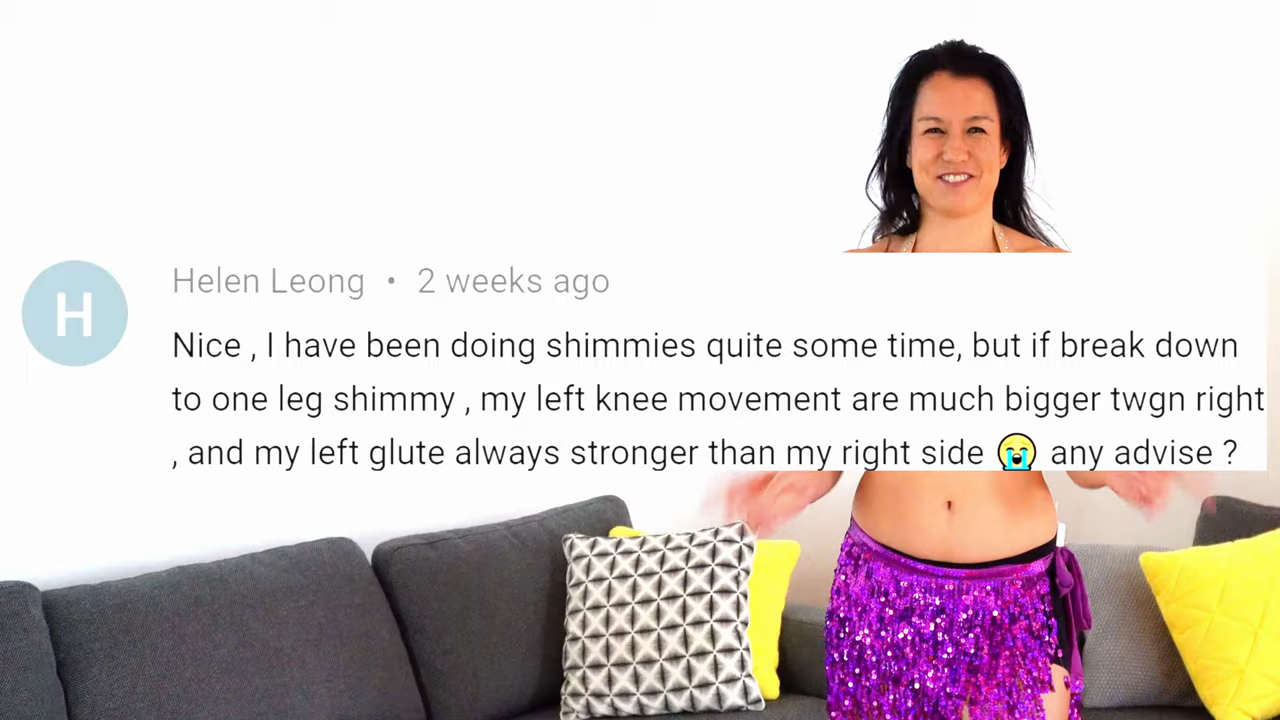 H
Helen Leong • 2 weeks ago
Nice , I have been doing shimmies quite some time, but if break down
to one leg shimmy , my left knee movement are much bigger twgn right
, and my left glute always stronger than my right side 😭 any advise ?